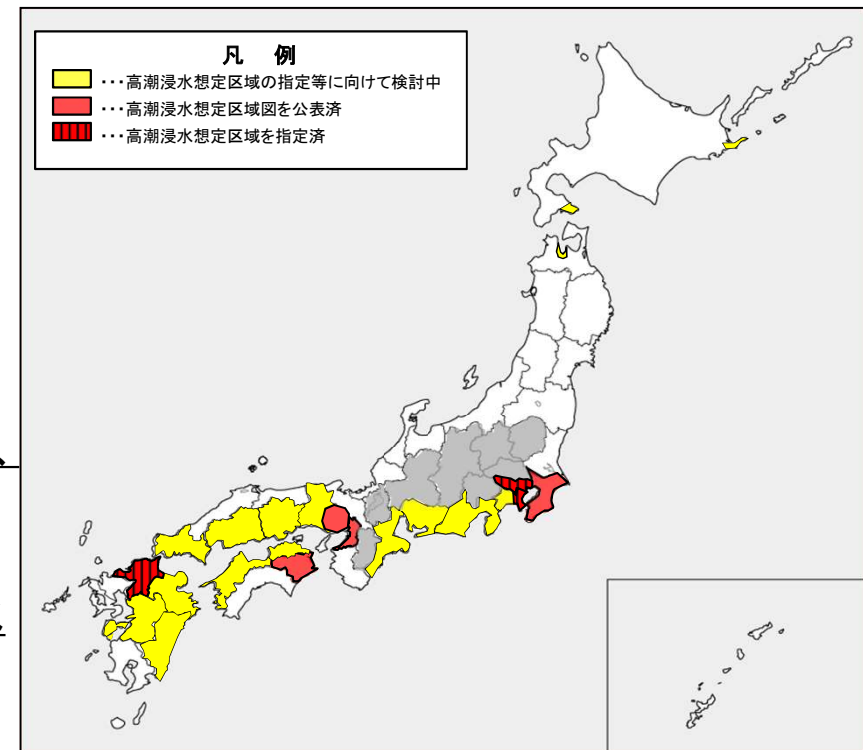 凡 例
・・・高潮浸水想定区域の指定等に向けて検討中
・・・高潮浸水想定区域図を公表済
・・・高潮浸水想定区域を指定済